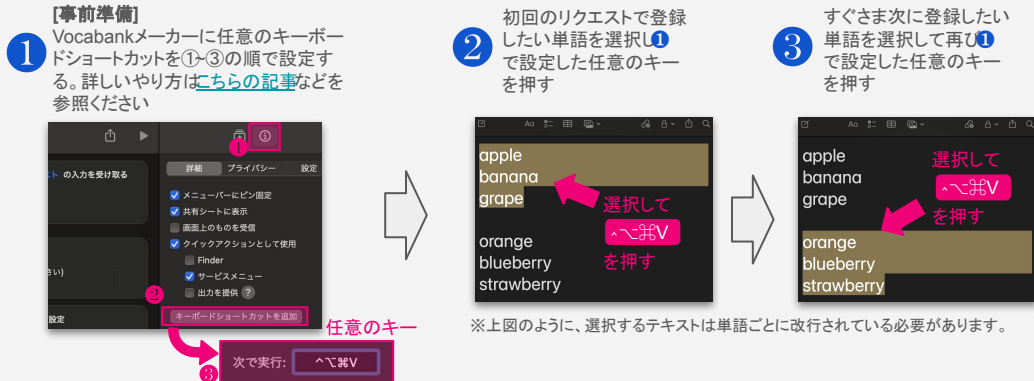 [事前準備]
❶
Vocabankメーカーに任意のキーボー
ドショートカットを①-③の順で設定す
る。詳しいやり方はこちらの記事などを
参照ください
❶
スト の入力を受け取る
詳細 プライバシー 設定
メニューバーにピン固定
共有シートに表示
画面上のものを受信
クイックアクションとして使用
Finder
サービスメニュー
出力を提供 ?
さい)
❷
設定
キーボードショートカットを追加
任意のキー
❸
次で実行: ^⌥⌘V
❷
初回のリクエストで登録
したい単語を選択し❶
で設定した任意のキー
を押す
Aa
apple
banana
grape
orange
blueberry
strawberry
選択して
^⌥⌘V
を押す
❸
すぐさま次に登録したい
単語を選択して再び❶
で設定した任意のキー
を押す
Aa
apple
banana
grape
orange
blueberry
strawberry
選択して
^⌥⌘V
を押す
※上図のように、選択するテキストは単語ごとに改行されている必要があります。